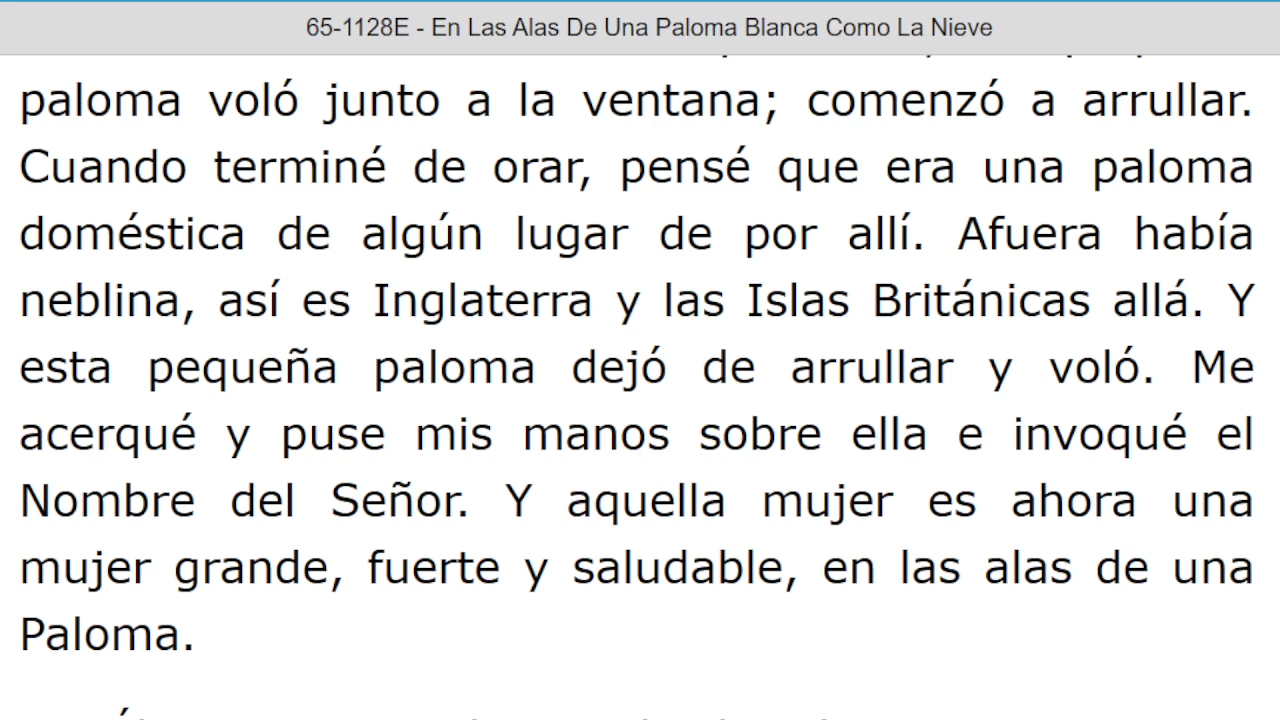 65-1128E - En Las Alas De Una Paloma Blanca Como La Nieve
paloma voló junto a la ventana; comenzó a arrullar.
Cuando terminé de orar, pensé que era una paloma
doméstica de algún lugar de por allí. Afuera había
neblina, así es Inglaterra y las Islas Británicas allá. Y
esta pequeña paloma dejó de arrullar y voló. Me
acerqué y puse mis manos sobre ella e invoqué el
Nombre del Señor. Y aquella mujer es ahora una
mujer grande, fuerte y saludable, en las alas de una
Paloma.